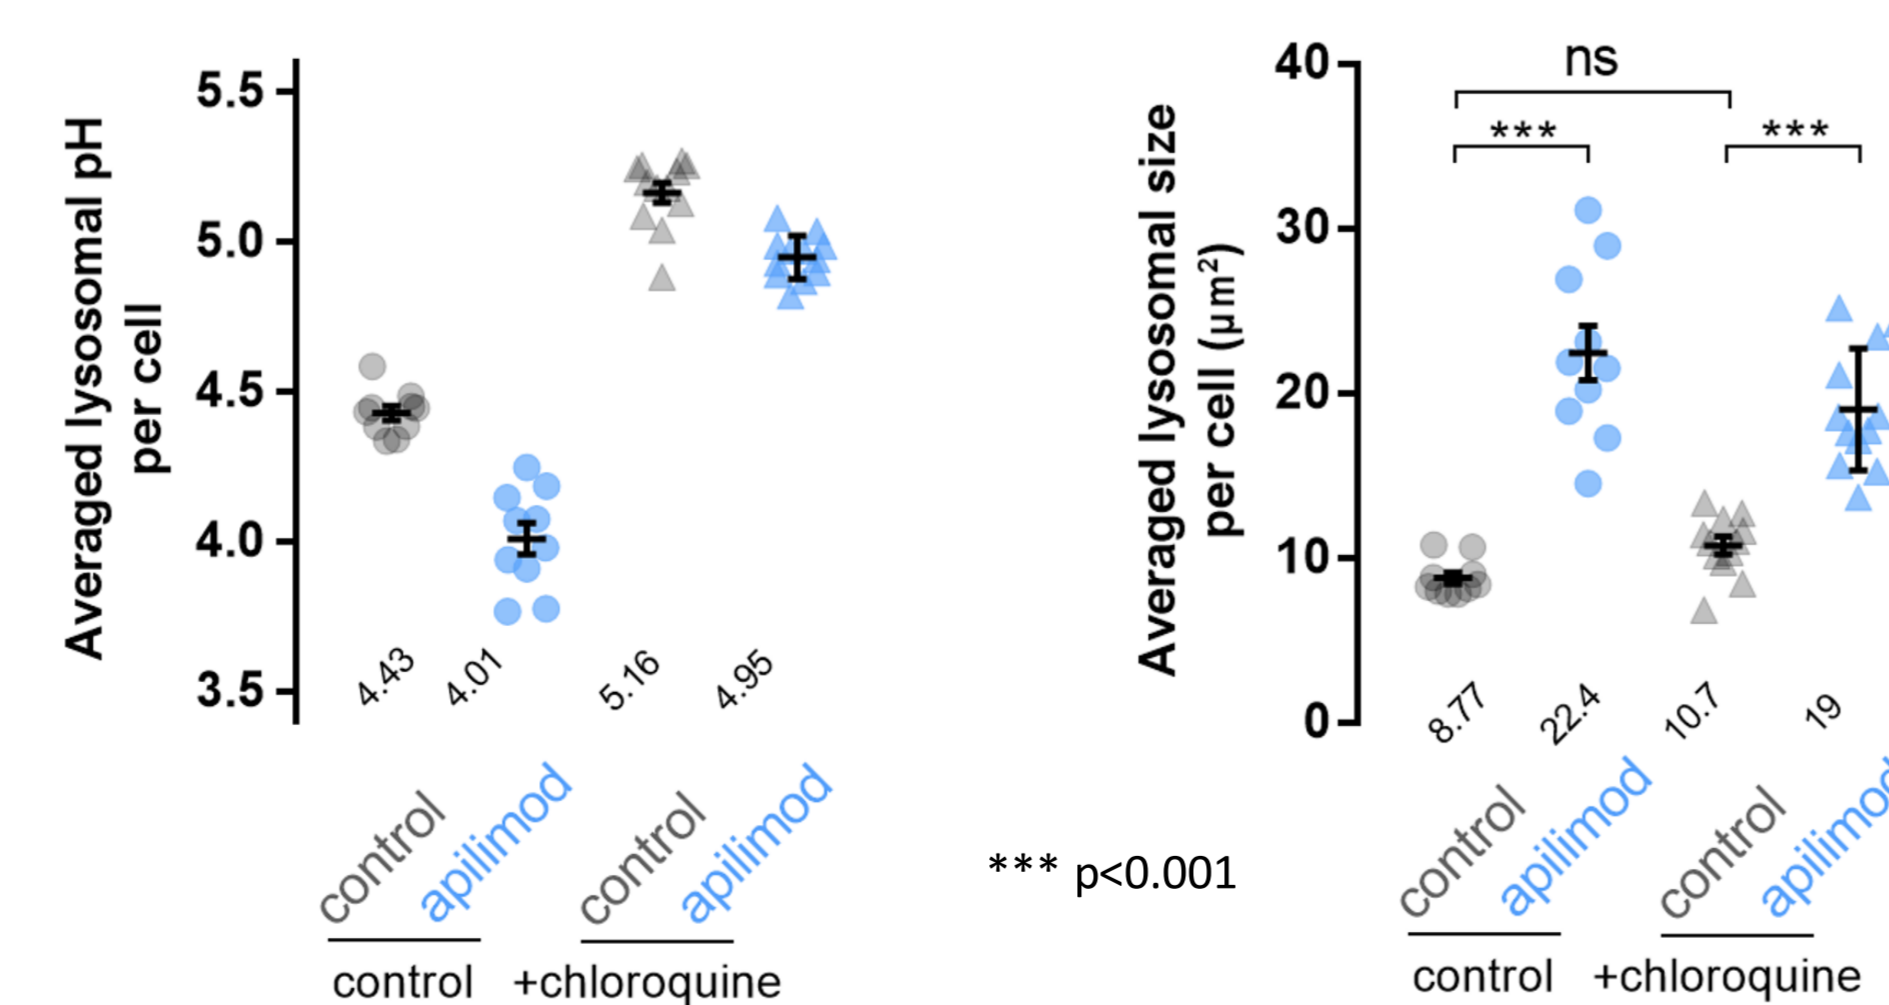 Averaged lysosomal pH
per cell
5.5
5.0
4.5
4.0
3.5
4.43
4.01
5.16
4.95
control
apilimod
control
apilimod
control
+chloroquine
*** p<0.001
Averaged lysosomal size
per cell (µm²)
40
30
20
10
0
ns
***
***
8.77
22.4
10.7
19
control
apilimod
control
apilimod
control
+chloroquine